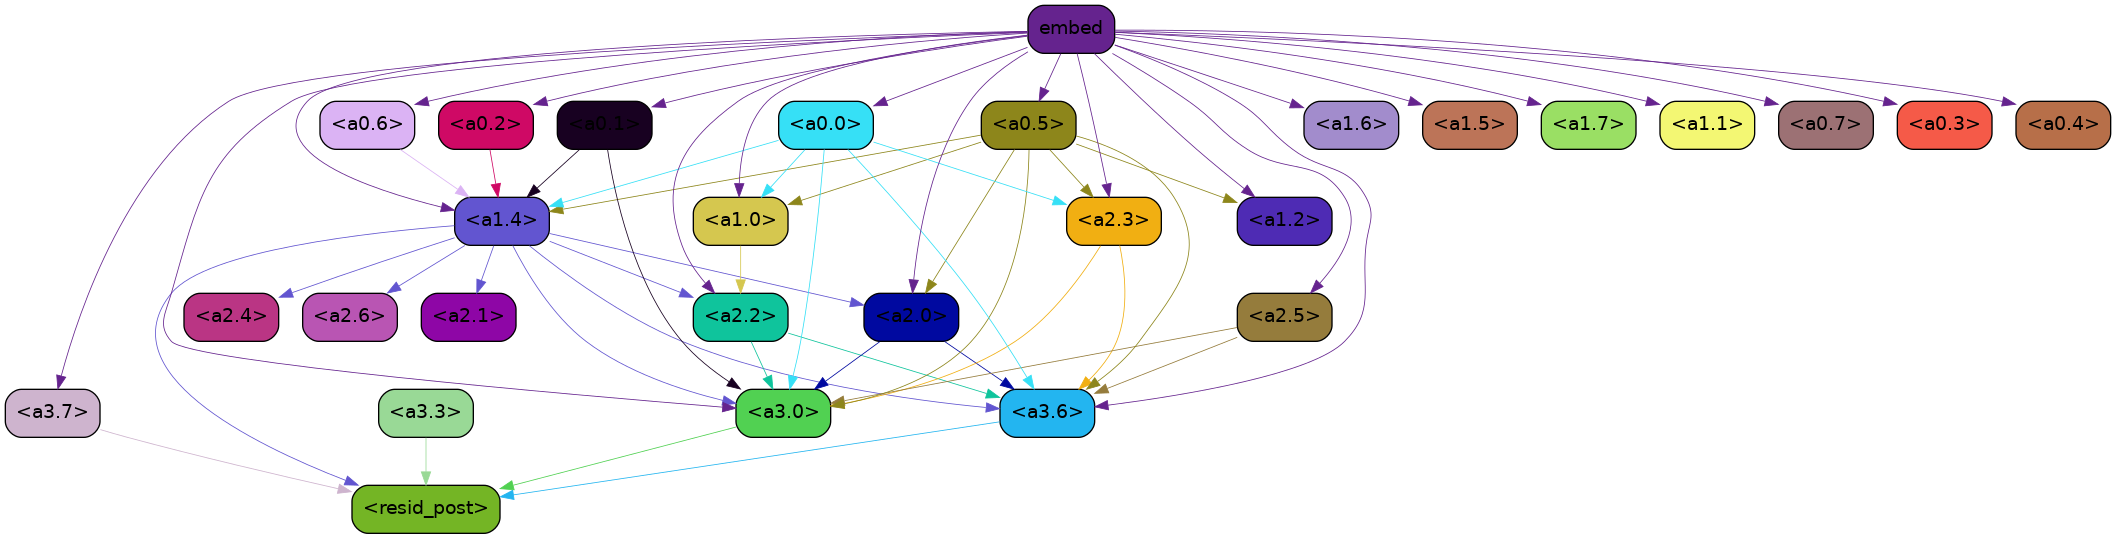 embed
<a0.6>
<a0.2>
<a0.1>
<a0.0>
<a0.5>
<a1.6>
<a1.5>
<a1.7>
<a1.1>
<a0.7>
<a0.3>
<a0.4>
<a1.4>
<a1.0>
<a2.3>
<a1.2>
<a2.4>
<a2.6>
<a2.1>
<a2.2>
<a2.0>
<a2.5>
<a3.7>
<a3.3>
<a3.0>
<a3.6>
<resid_post>